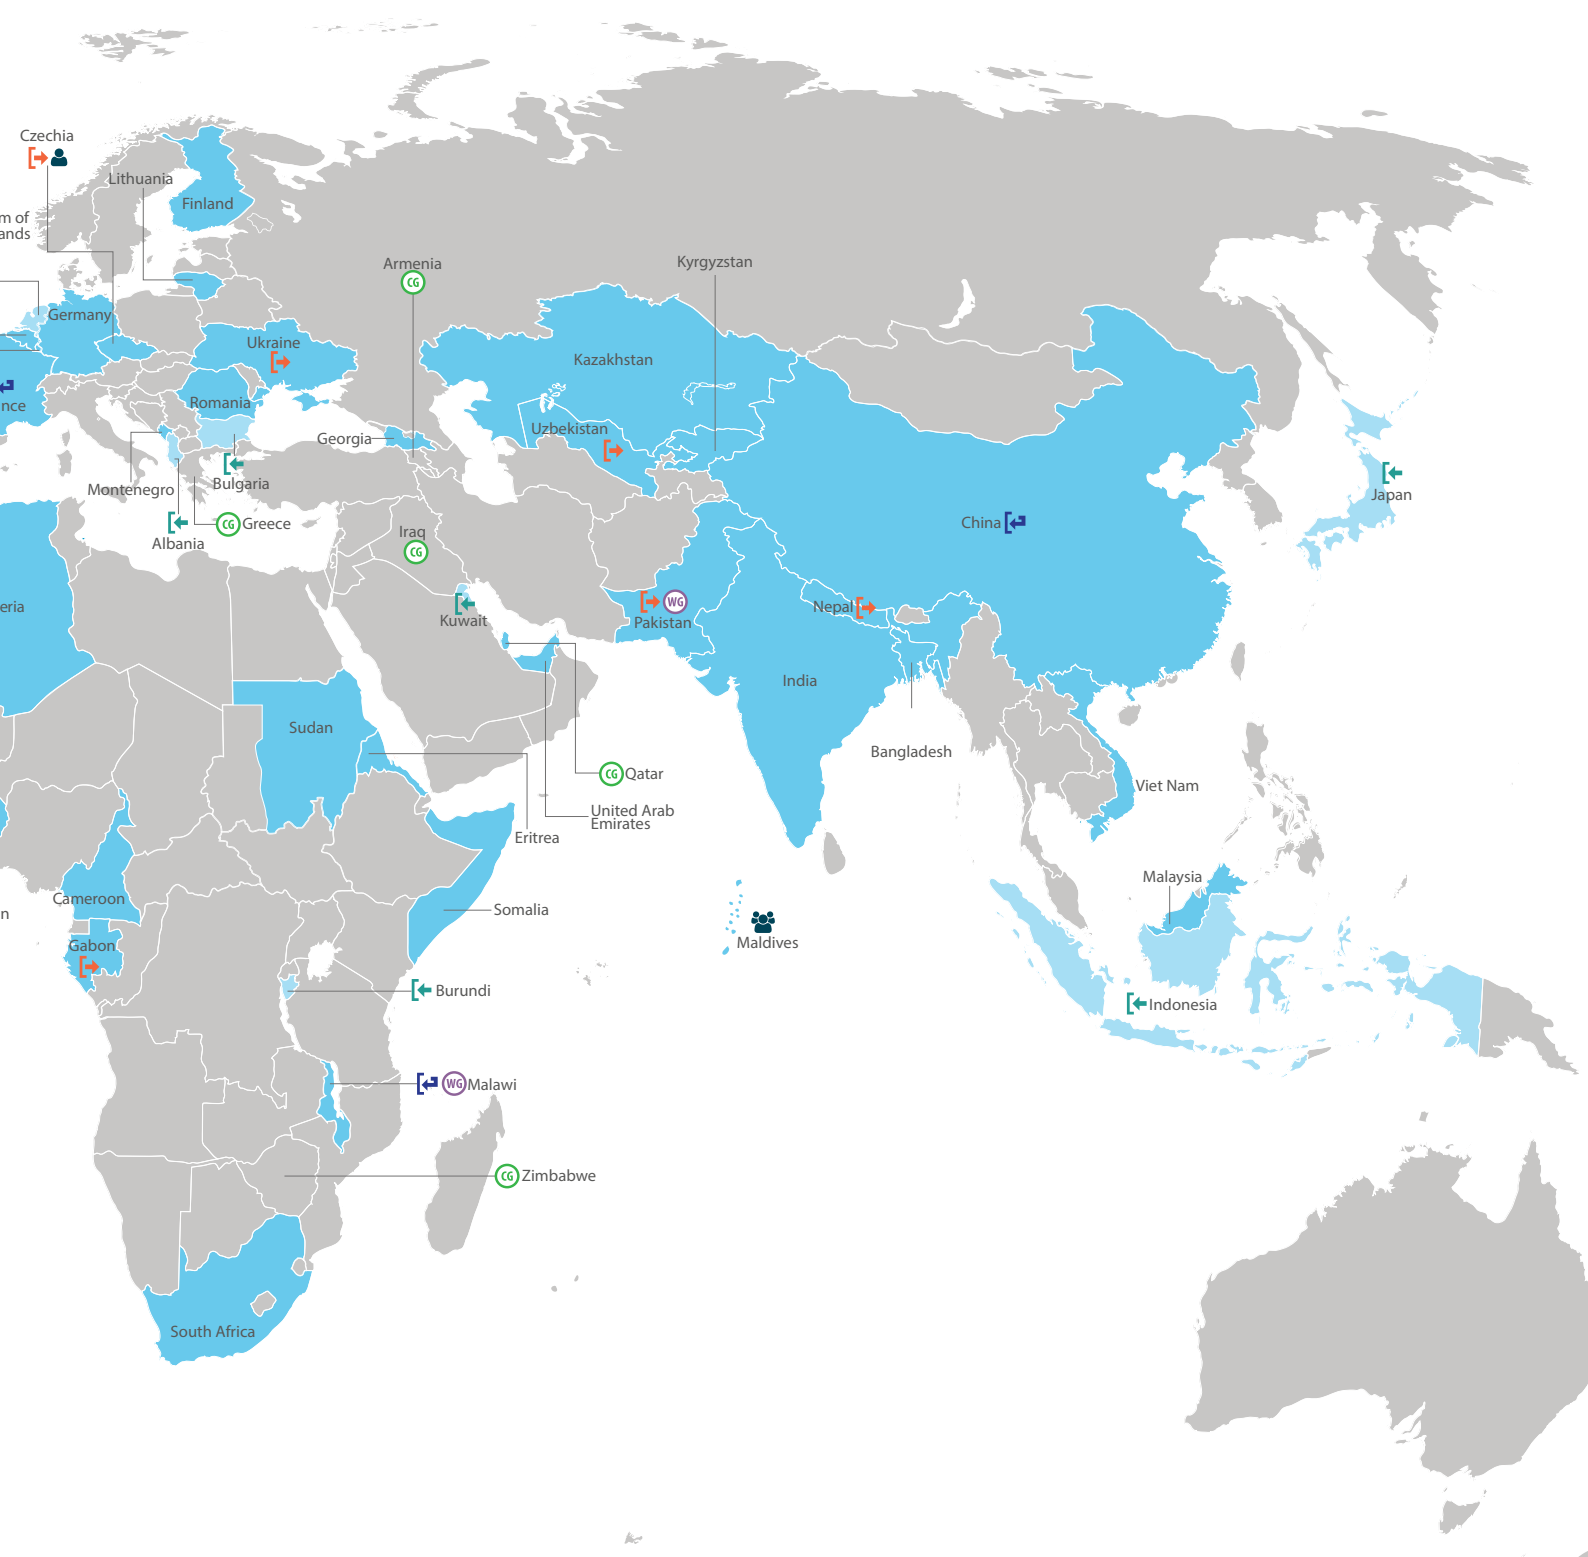 Czechia
Lithuania
Finland
m of
ands
Armenia
CG
Kyrgyzstan
Germany
Ukraine
Kazakhstan
nce
Romania
Georgia
Uzbekistan
Montenegro
Bulgaria
Japan
CG Greece
Albania
Iraq
CG
China
eria
Kuwait
WG
Pakistan
Nepal
India
Sudan
Bangladesh
CG Qatar
Viet Nam
United Arab
Emirates
Eritrea
Malaysia
Cameroon
n
Somalia
Maldives
Gabon
Burundi
Indonesia
WG Malawi
CG Zimbabwe
South Africa